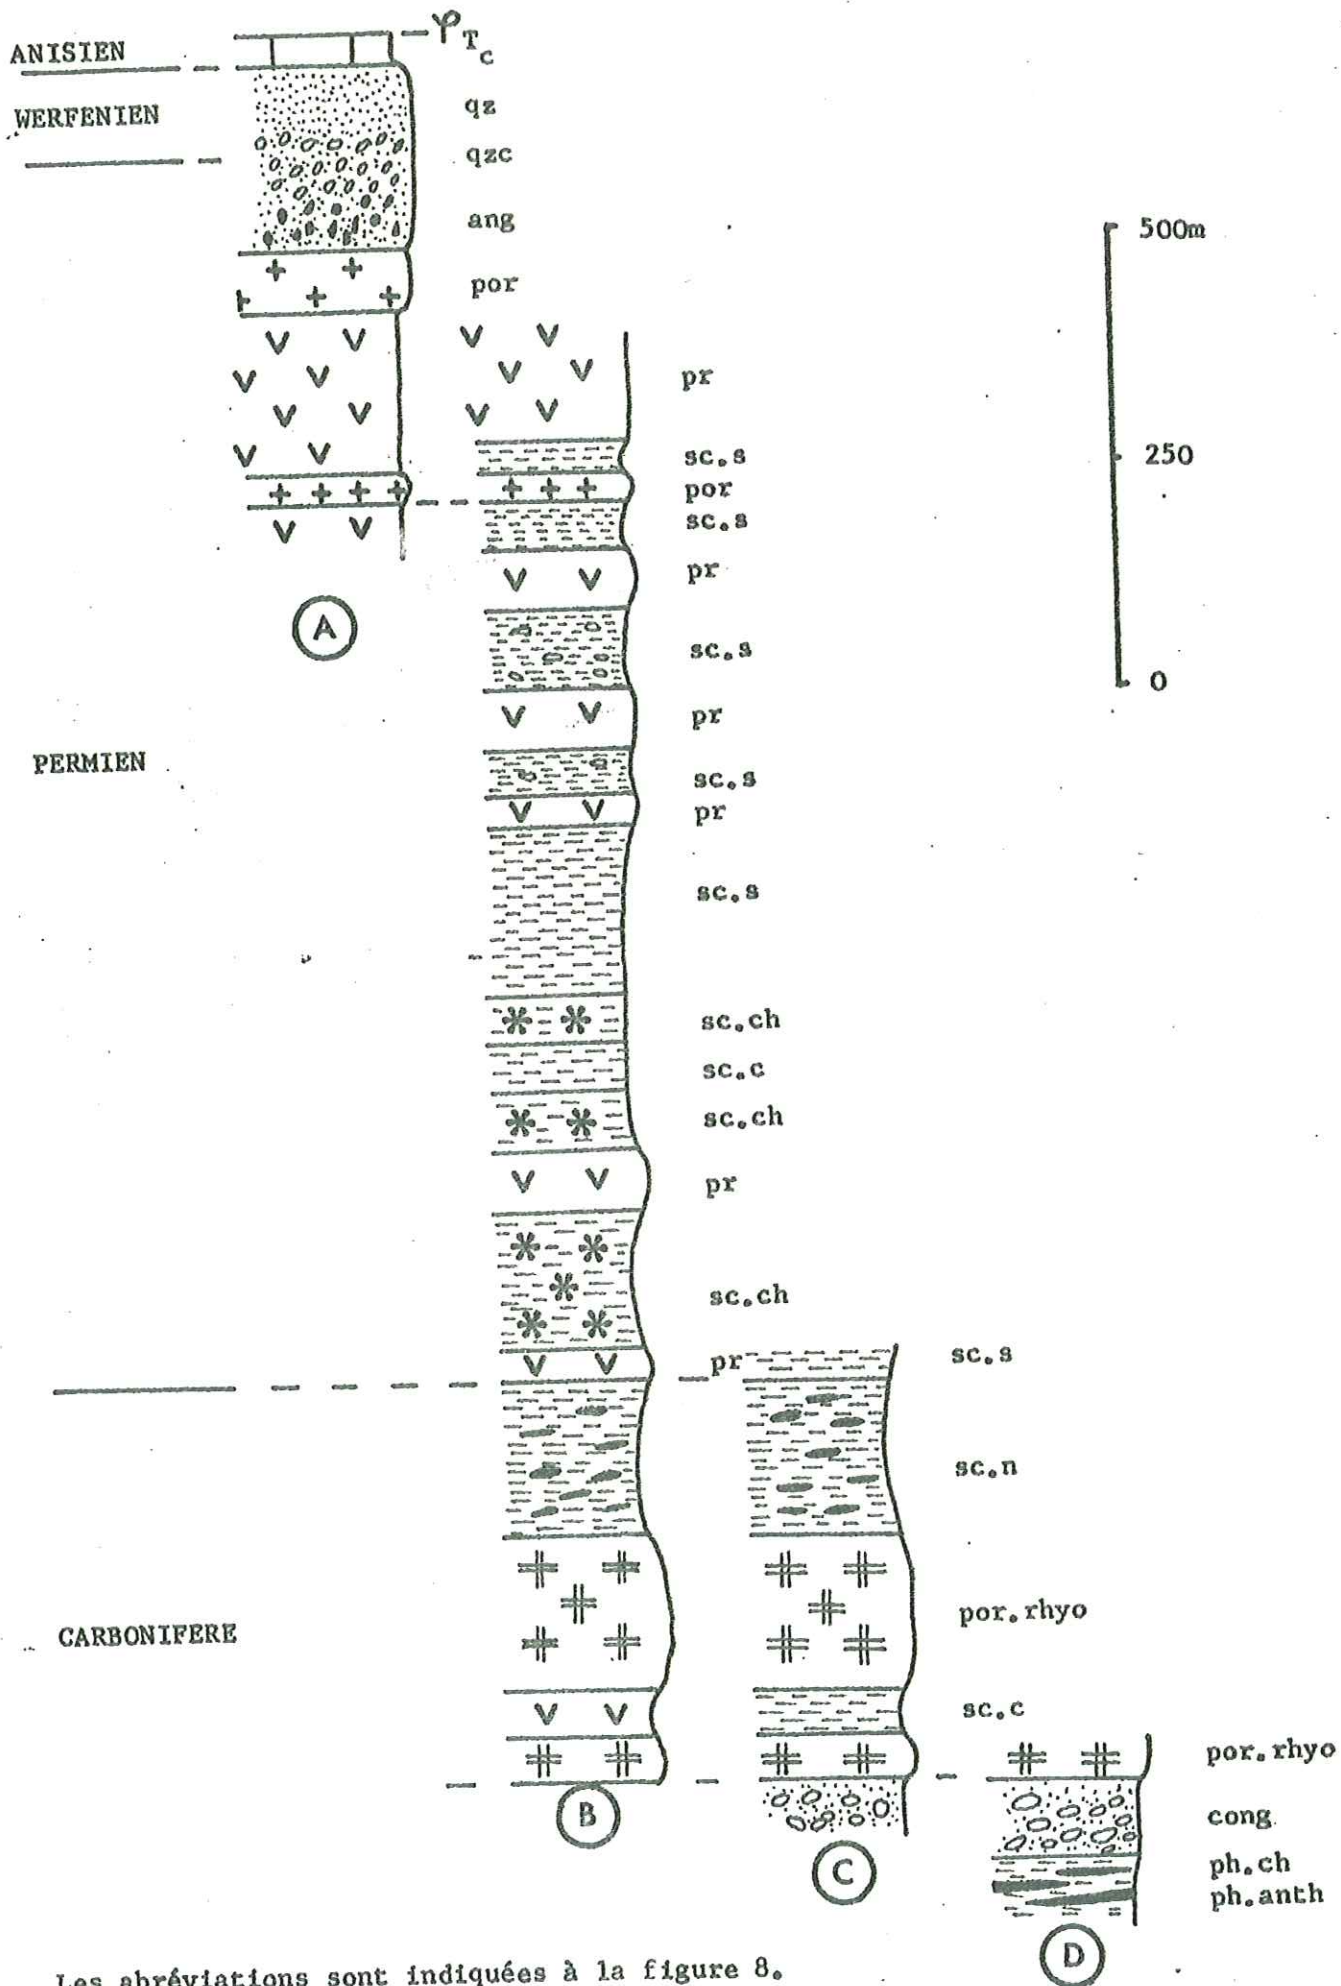 φTc
ANISIEN
qz
WERFENIEN
qzc
ang
500m
por
pr
250
sc.s
por
sc.s
pr
A
sc.s
0
pr
PERMIEN
sc.s
pr
sc.s
sc.ch
sc.c
sc.ch
pr
sc.ch
pr
sc.s
sc.n
por.rhyo
CARBONIFERE
sc.c
por.rhyo
B
cong
ph.ch
C
ph.anth
D
Les abréviations sont indiquées à la figure 8.